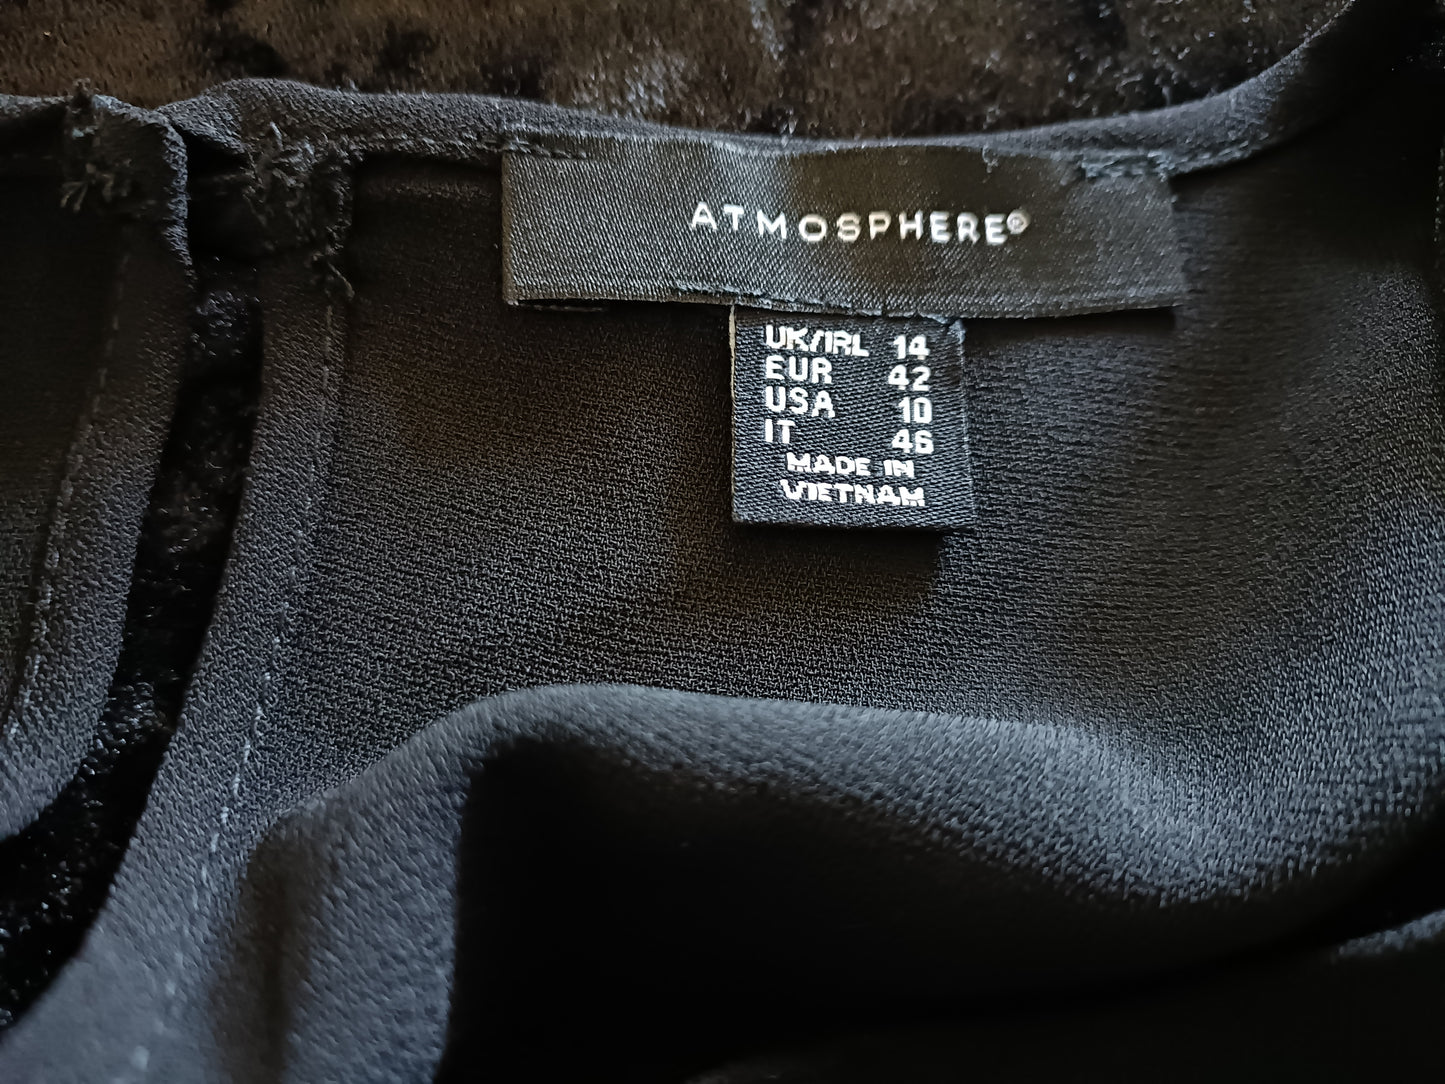 ATMOSPHERE®
UK/IRL 14
EUR 42
USA 10
IT 46
MADE IN
VIETNAM